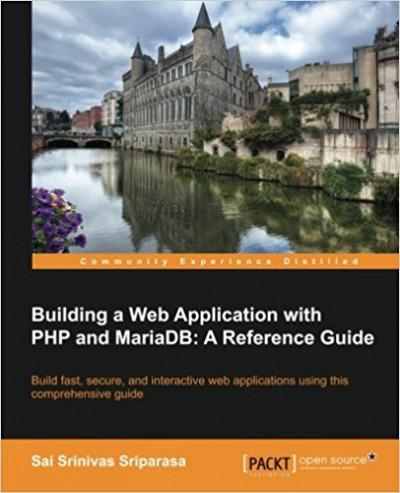 Community Experience Distilled
Building a Web Application with
PHP and MariaDB: A Reference Guide
Build fast, secure, and interactive web applications using this
comprehensive guide
Sai Srinivas Sriparasa
[PACKT] open source*
PUBLISHING